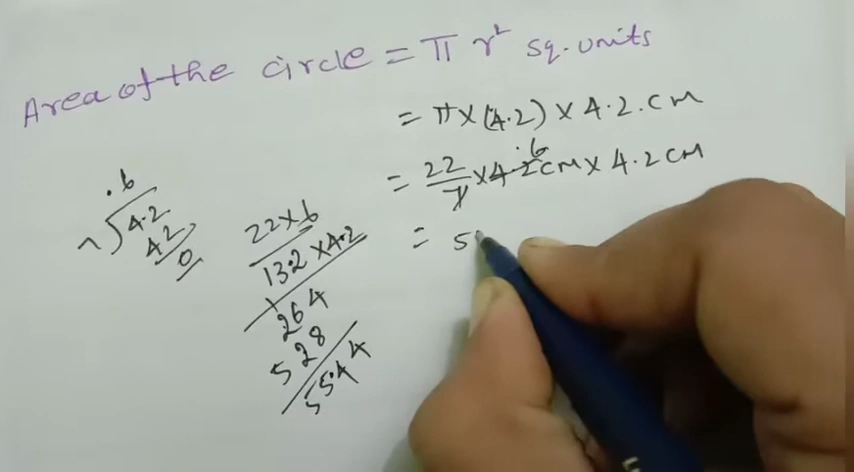 Area of the circle = π r² sq. units
= π × (4.2) × 4.2 . cm
.6
= 22/7 × 4.2 cm × 4.2 cm
= 5
.6
7)4.2
42
0
22×6
13.2 × 4.2
264
528
55.44